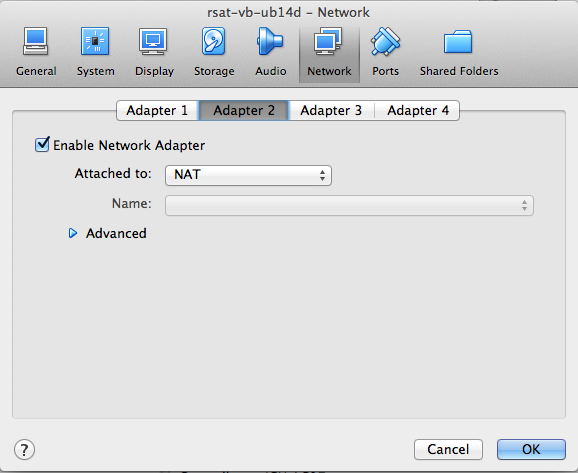 rsat-vb-ub14d – Network
General System Display Storage Audio Network Ports Shared Folders
Adapter 1 Adapter 2 Adapter 3 Adapter 4
Enable Network Adapter
Attached to: NAT
Name:
Advanced
? Cancel OK